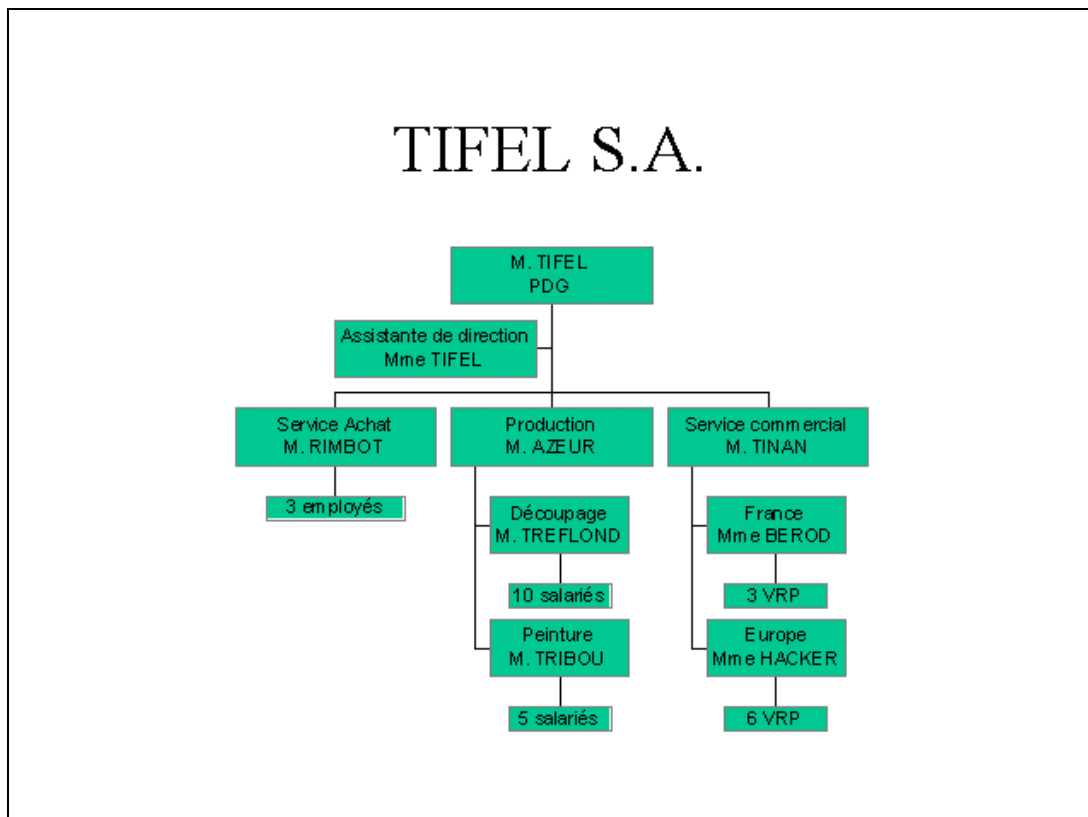 TIFEL S.A.
M. TIFEL
PDG
Assistante de direction
Mme TIFEL
Service Achat
M. RIMBOT
3 employés
Production
M. AZEUR
Découpage
M. TREFLOND
10 salariés
Peinture
M. TRIBOU
5 salariés
Service commercial
M. TINAN
France
Mme BEROD
3 VRP
Europe
Mme HACKER
6 VRP